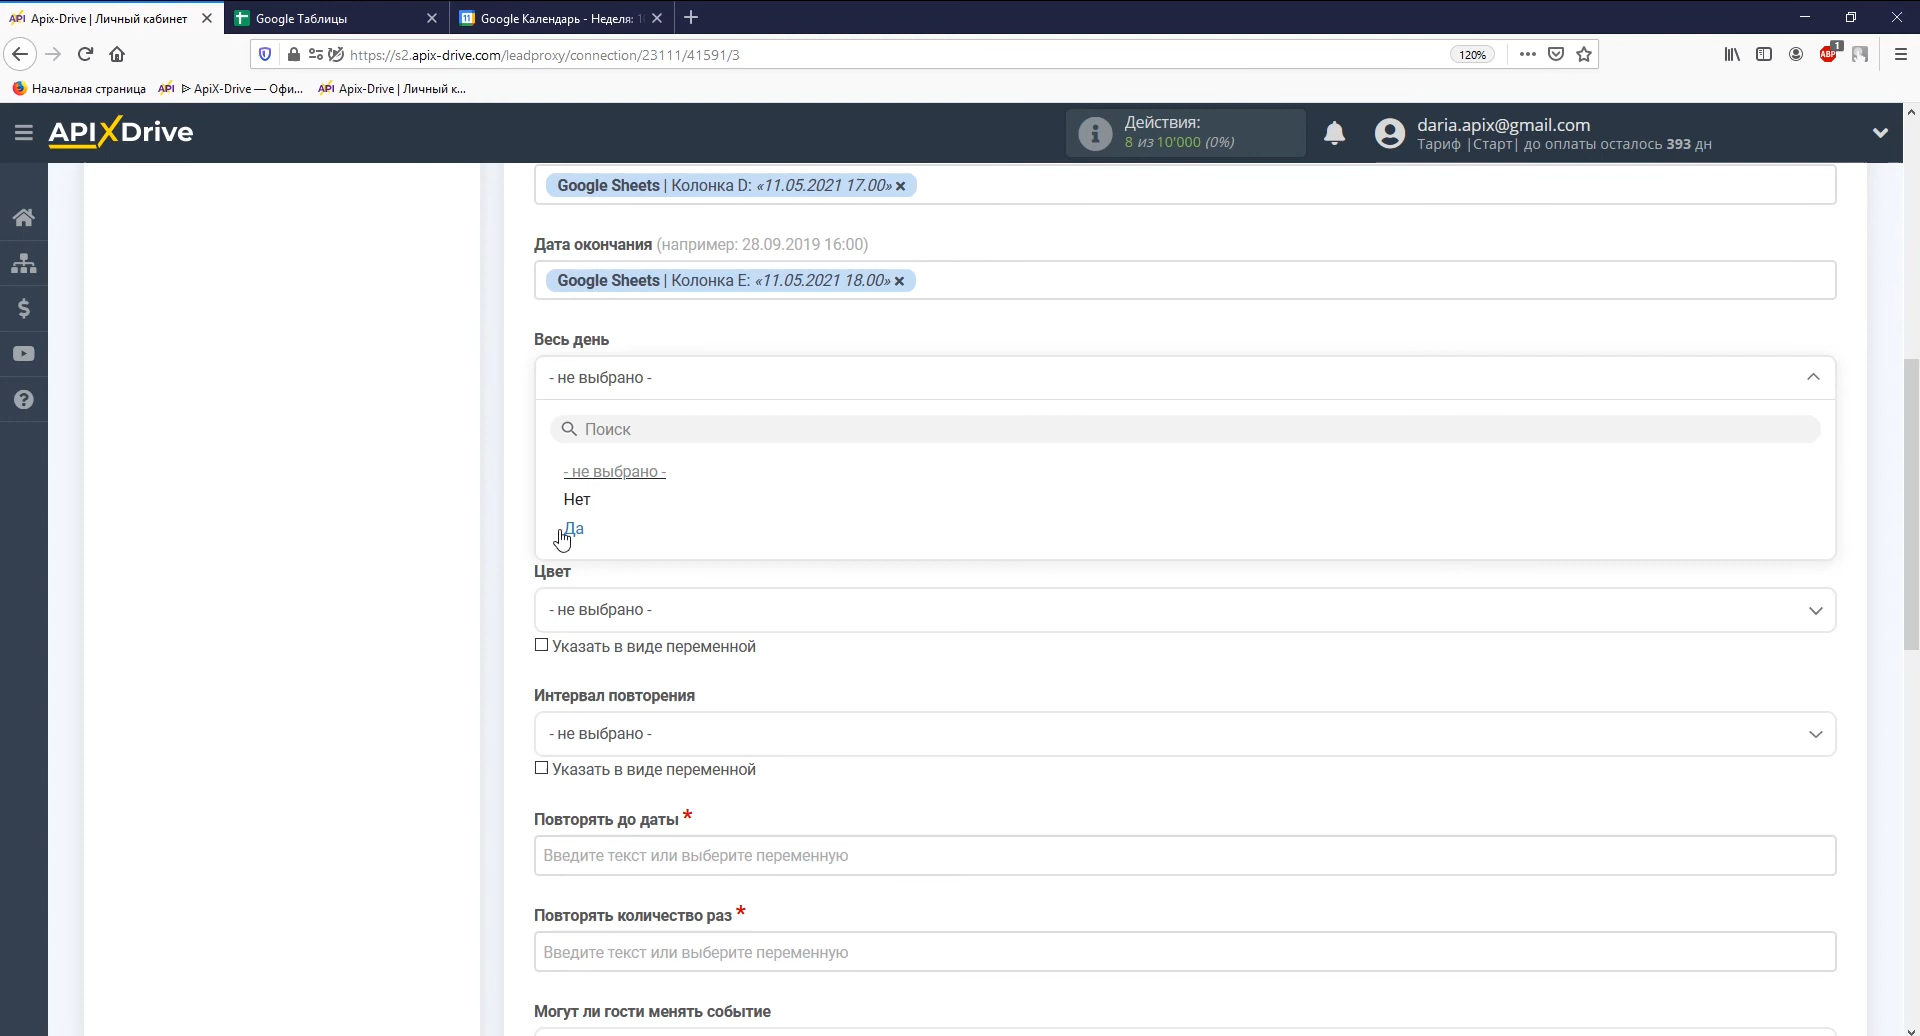 Apix-Drive | Личный кабинет
Google Таблицы
Google Календарь - Неделя: 1
https://s2.apix-drive.com/leadproxy/connection/23111/41591/3
120%
ABP
1
Начальная страница
API ᐈ ApiX-Drive — Офи...
API Apix-Drive | Личный к...
APIXDrive
Действия:
8 из 10'000 (0%)
daria.apix@gmail.com
Тариф |Старт| до оплаты осталось 393 дн
Google Sheets | Колонка D: «11.05.2021 17.00» ×
Дата окончания (например: 28.09.2019 16:00)
Google Sheets | Колонка E: «11.05.2021 18.00» ×
Весь день
- не выбрано -
Поиск
- не выбрано -
Нет
Да
Цвет
- не выбрано -
Указать в виде переменной
Интервал повторения
- не выбрано -
Указать в виде переменной
Повторять до даты *
Введите текст или выберите переменную
Повторять количество раз *
Введите текст или выберите переменную
Могут ли гости менять событие